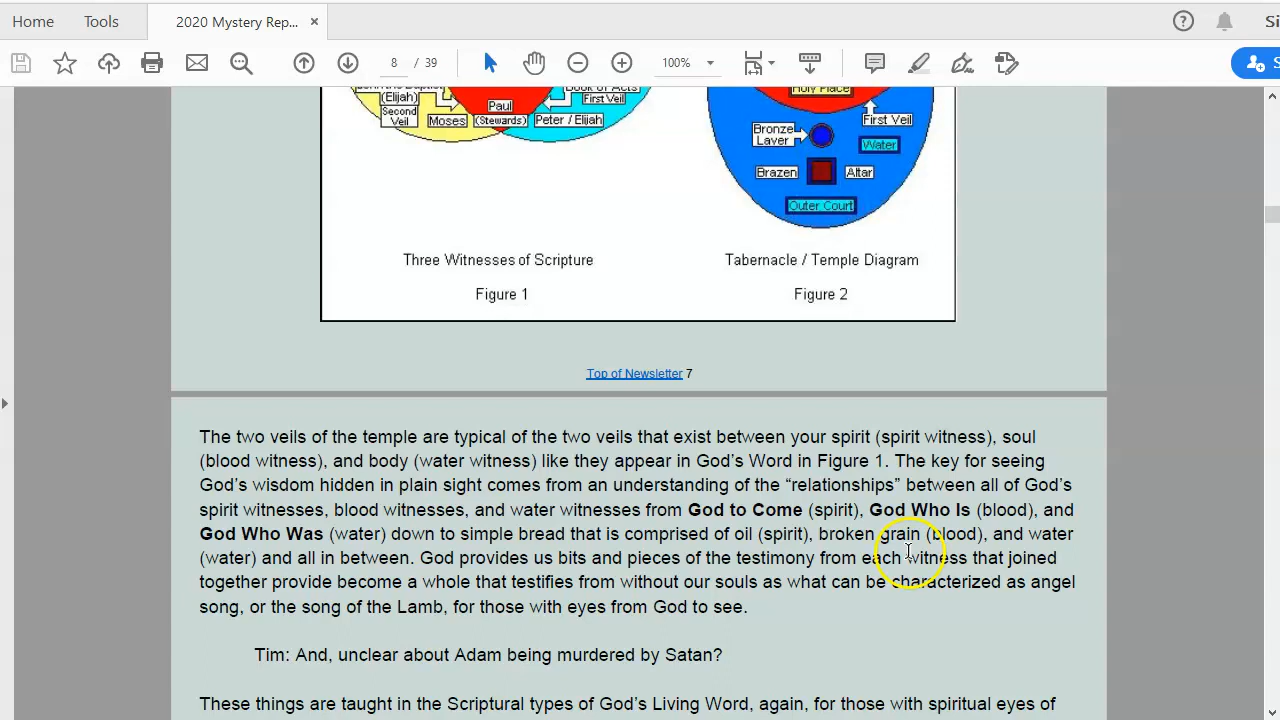 Home Tools 2020 Mystery Rep... ×
8 / 39 100%
Book of Acts
(Elijah) First Veil
Second Veil Moses Paul (Stewards) Peter / Elijah
Holy Place
First Veil
Bronze Laver
Water
Brazen Altar
Outer Court
Three Witnesses of Scripture Tabernacle / Temple Diagram
Figure 1 Figure 2
Top of Newsletter 7
The two veils of the temple are typical of the two veils that exist between your spirit (spirit witness), soul
(blood witness), and body (water witness) like they appear in God’s Word in Figure 1. The key for seeing
God’s wisdom hidden in plain sight comes from an understanding of the “relationships” between all of God’s
spirit witnesses, blood witnesses, and water witnesses from God to Come (spirit), God Who Is (blood), and
God Who Was (water) down to simple bread that is comprised of oil (spirit), broken grain (blood), and water
(water) and all in between. God provides us bits and pieces of the testimony from each witness that joined
together provide become a whole that testifies from without our souls as what can be characterized as angel
song, or the song of the Lamb, for those with eyes from God to see.
Tim: And, unclear about Adam being murdered by Satan?
These things are taught in the Scriptural types of God’s Living Word, again, for those with spiritual eyes of